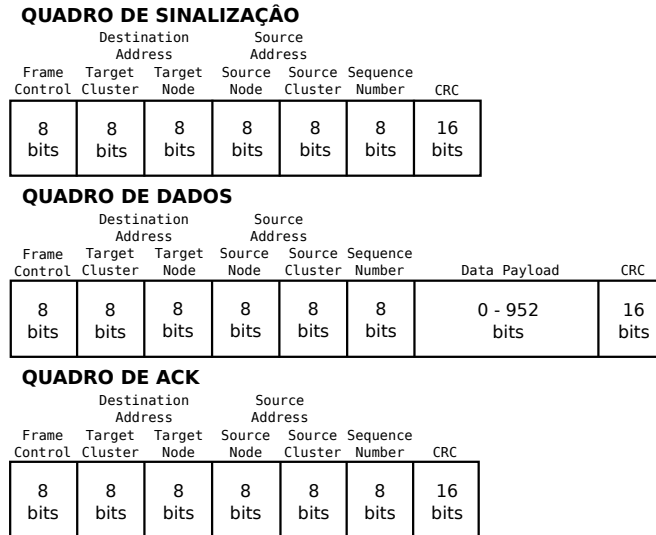 QUADRO DE SINALIZAÇÂO
Destination Source
Address Address
Frame Target Target Source Source Sequence
Control Cluster Node Node Cluster Number CRC
8 8 8 8 8 8 16
bits bits bits bits bits bits bits
QUADRO DE DADOS
Destination Source
Address Address
Frame Target Target Source Source Sequence
Control Cluster Node Node Cluster Number Data Payload CRC
8 8 8 8 8 8 0 - 952 16
bits bits bits bits bits bits bits bits
QUADRO DE ACK
Destination Source
Address Address
Frame Target Target Source Source Sequence
Control Cluster Node Node Cluster Number CRC
8 8 8 8 8 8 16
bits bits bits bits bits bits bits